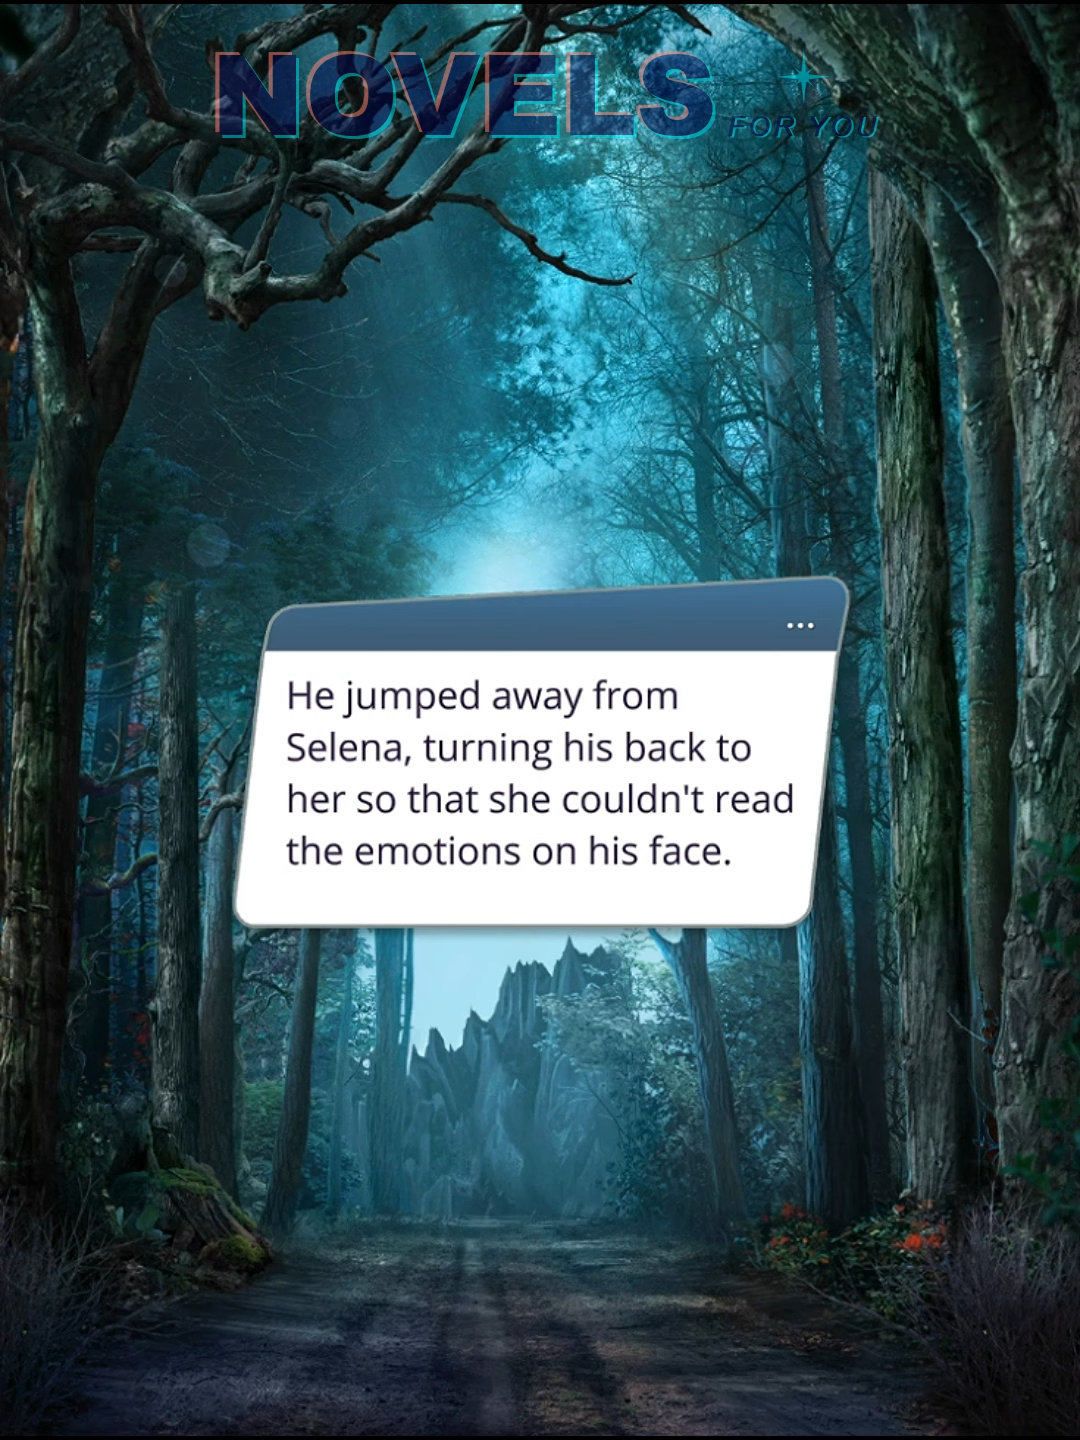 NOVELS
FOR YOU
He jumped away from
Selena, turning his back to
her so that she couldn't read
the emotions on his face.